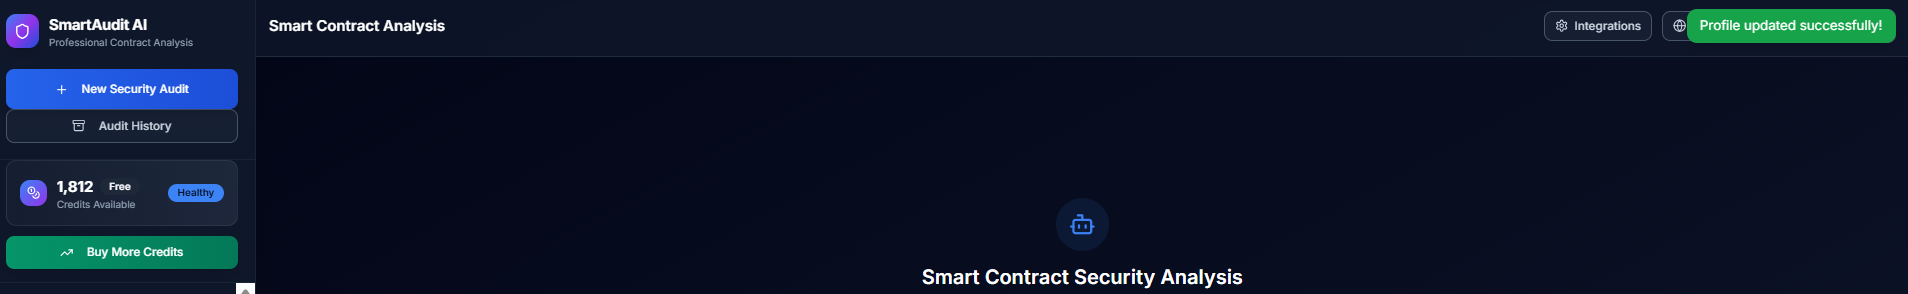 SmartAudit AI
Professional Contract Analysis
New Security Audit
Audit History
1,812 Free
Credits Available
Healthy
Buy More Credits
Smart Contract Analysis
Integrations
Profile updated successfully!
Smart Contract Security Analysis